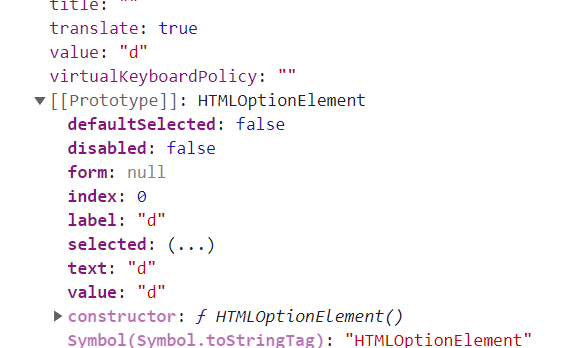 title: ""
translate: true
value: "d"
virtualKeyboardPolicy: ""
[[Prototype]]: HTMLOptionElement
defaultSelected: false
disabled: false
form: null
index: 0
label: "d"
selected: (...)
text: "d"
value: "d"
constructor: ƒ HTMLOptionElement()
Symbol(Symbol.toStringTag): "HTMLOptionElement"